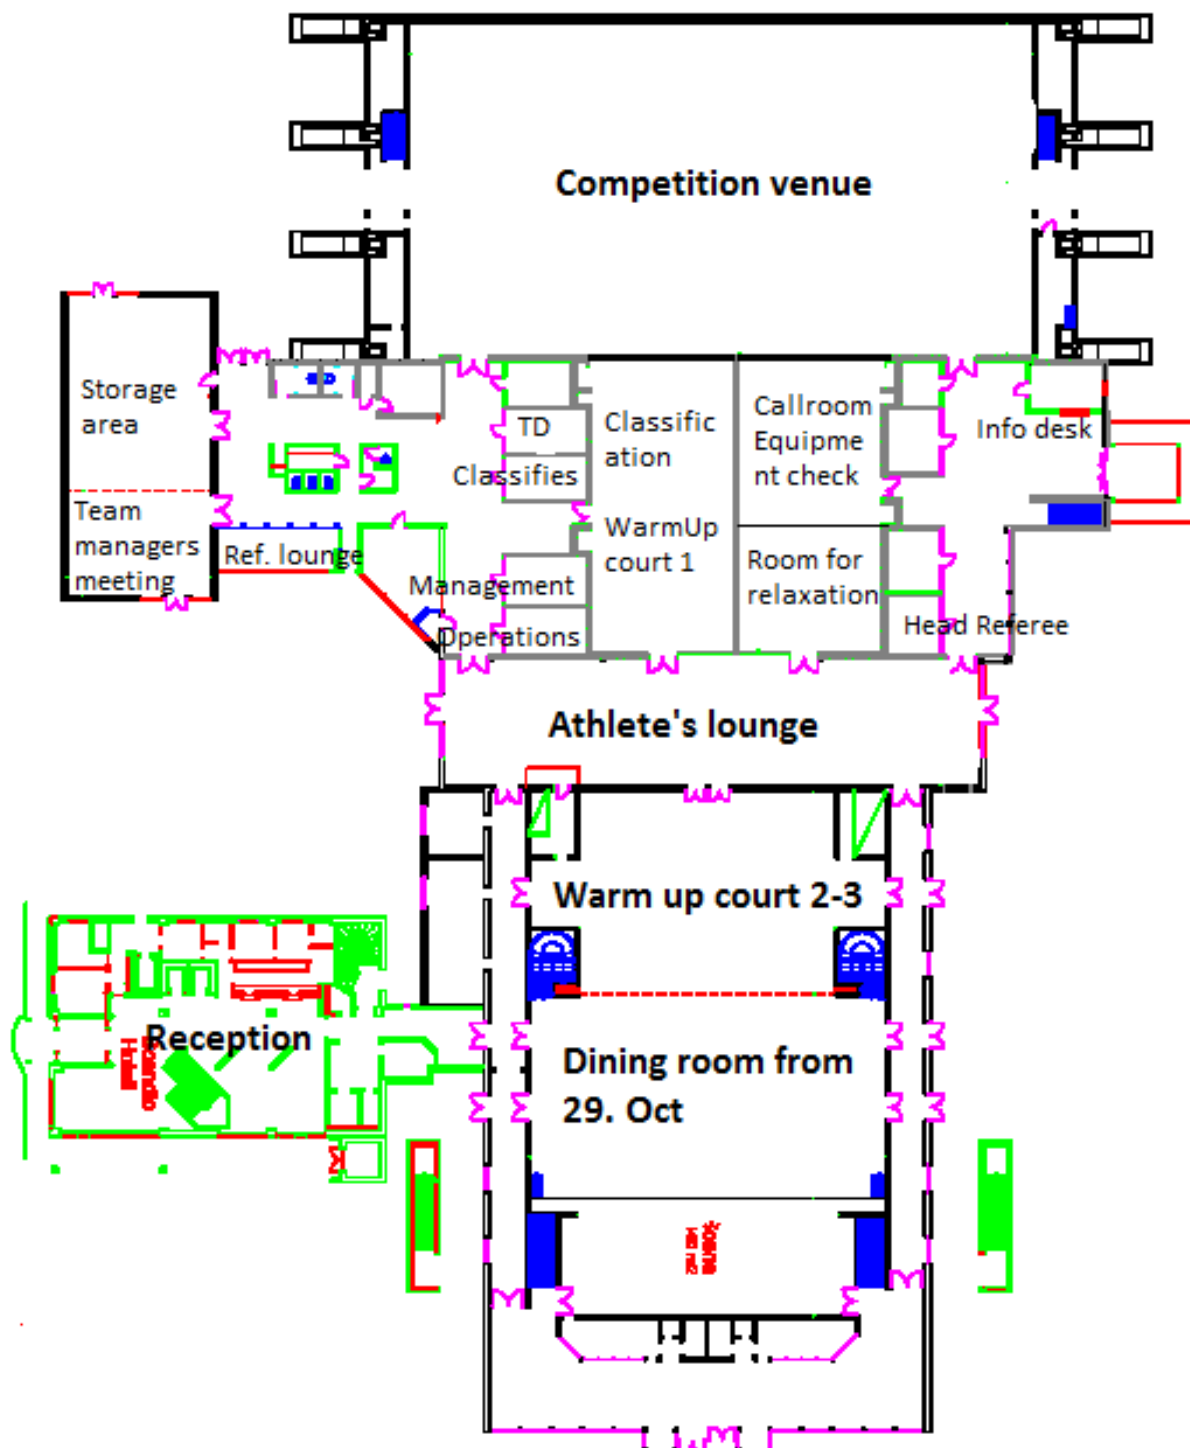 Competition venue
Storage
area
TD
Classifies
Classific
ation
Callroom
Equipme
nt check
Info desk
Team
managers
meeting
Ref. lounge
WarmUp
court 1
Management
Operations
Room for
relaxation
Head Referee
Athlete's lounge
Warm up court 2-3
Reception
Dining room from
29. Oct